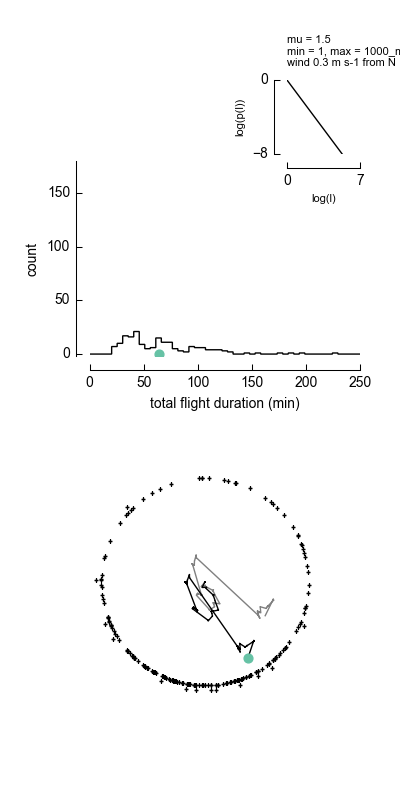 mu = 1.5
min = 1, max = 1000_
wind 0.3 m s-1 from N
0
log(p(l))
−8
0 7
log(l)
150
100
50
0
count
0 50 100 150 200 250
total flight duration (min)